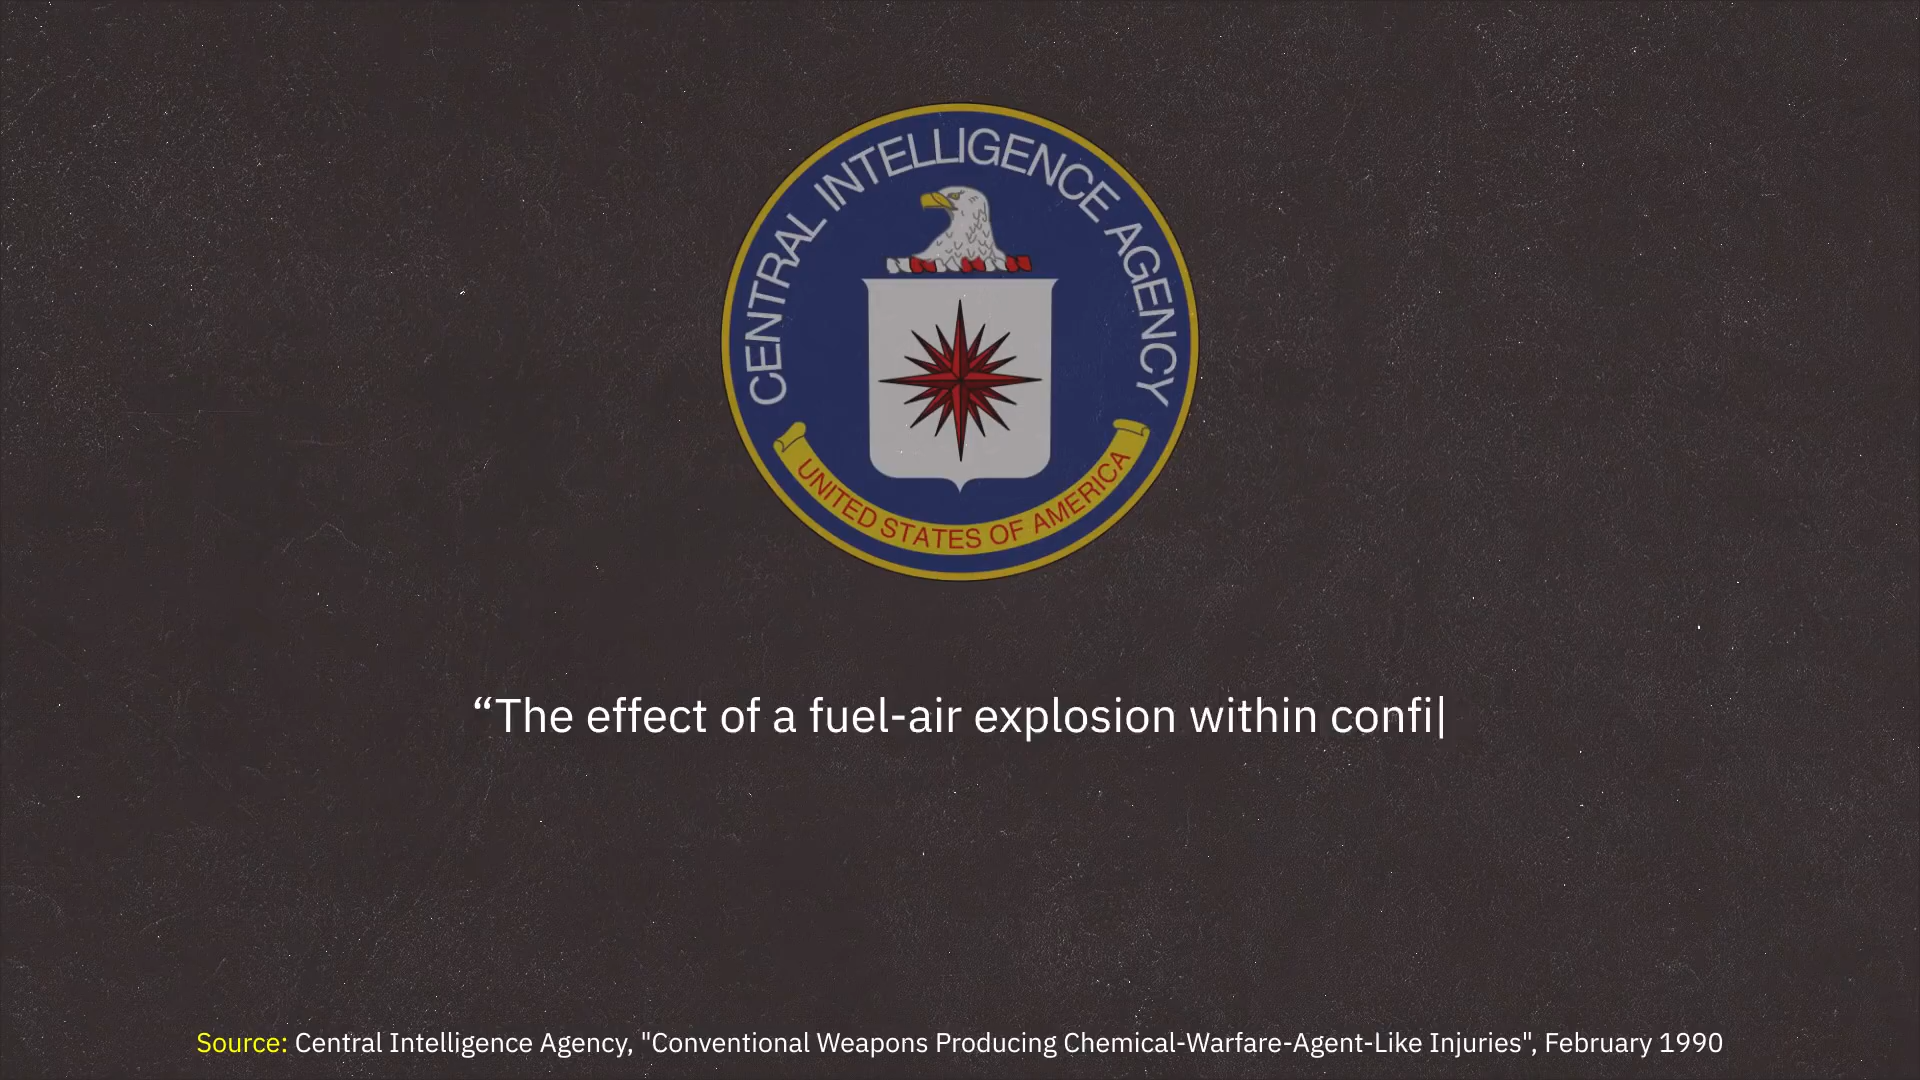 CENTRAL INTELLIGENCE AGENCY
UNITED STATES OF AMERICA
“The effect of a fuel-air explosion within confi|
Source: Central Intelligence Agency, "Conventional Weapons Producing Chemical-Warfare-Agent-Like Injuries", February 1990